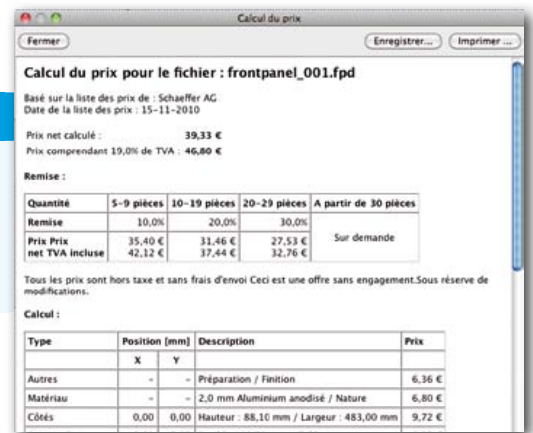 Calcul du prix
Fermer
Enregistrer... Imprimer ...
Calcul du prix pour le fichier : frontpanel_001.fpd
Basé sur la liste des prix de : Schaeffer AG
Date de la liste des prix : 15-11-2010
Prix net calculé : 39,33 €
Prix comprendant 19,0% de TVA : 46,80 €
Remise :
Quantité 5-9 pièces 10-19 pièces 20-29 pièces A partir de 30 pièces
Remise 10,0% 20,0% 30,0% Sur demande
Prix Prix 35,40 € 31,46 € 27,53 €
net TVA incluse 42,12 € 37,44 € 32,76 €
Tous les prix sont hors taxe et sans frais d'envoi Ceci est une offre sans engagement.Sous réserve de
modifications.
Calcul :
Type Position [mm] Description Prix
X Y
Autres - - Préparation / Finition 6,36 €
Matériau - - 2,0 mm Aluminium anodisé / Nature 6,80 €
Côtés 0,00 0,00 Hauteur : 88,10 mm / Largeur : 483,00 mm 9,72 €